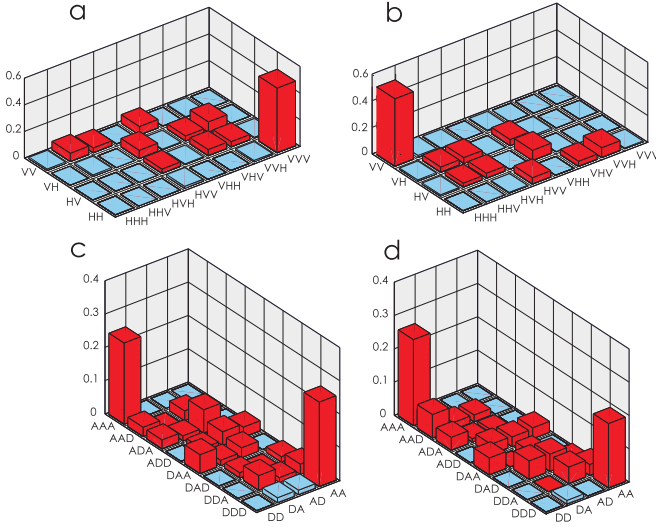 a
0.6
0.4
0.2
0
VV
VH
HV
HH
HHH
HHV
HVH
HVV
VHH
VHV
VVH
VVV
b
0.6
0.4
0.2
0
VV
VH
HV
HH
HHH
HHV
HVH
HVV
VHH
VHV
VVH
VVV
c
0.4
0.3
0.2
0.1
0
AAA
AAD
ADA
ADD
DAA
DAD
DDA
DDD
DD
DA
AD
AA
d
0.4
0.3
0.2
0.1
0
AAA
AAD
ADA
ADD
DAA
DAD
DDA
DDD
DD
DA
AD
AA